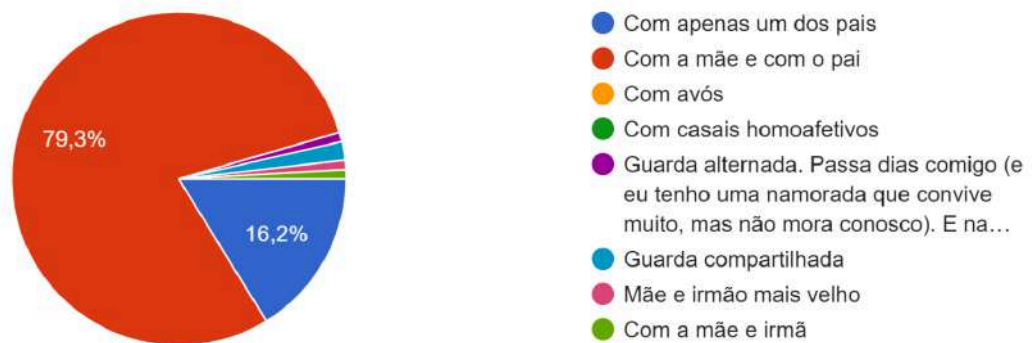 79,3%
16,2%
Com apenas um dos pais
Com a mãe e com o pai
Com avós
Com casais homoafetivos
Guarda alternada. Passa dias comigo (e
eu tenho uma namorada que convive
muito, mas não mora conosco). E na…
Guarda compartilhada
Mãe e irmão mais velho
Com a mãe e irmã